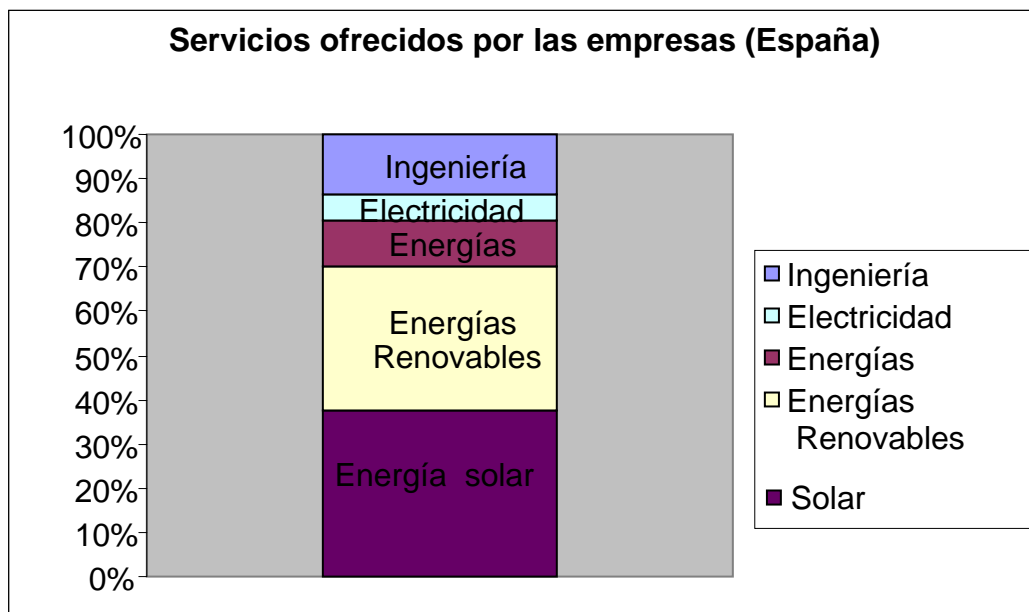 Servicios ofrecidos por las empresas (España)
100%
90%
80%
70%
60%
50%
40%
30%
20%
10%
0%
Ingeniería
Electricidad
Energías
Energías
Renovables
Energía solar
Ingeniería
Electricidad
Energías
Energías
Renovables
Solar